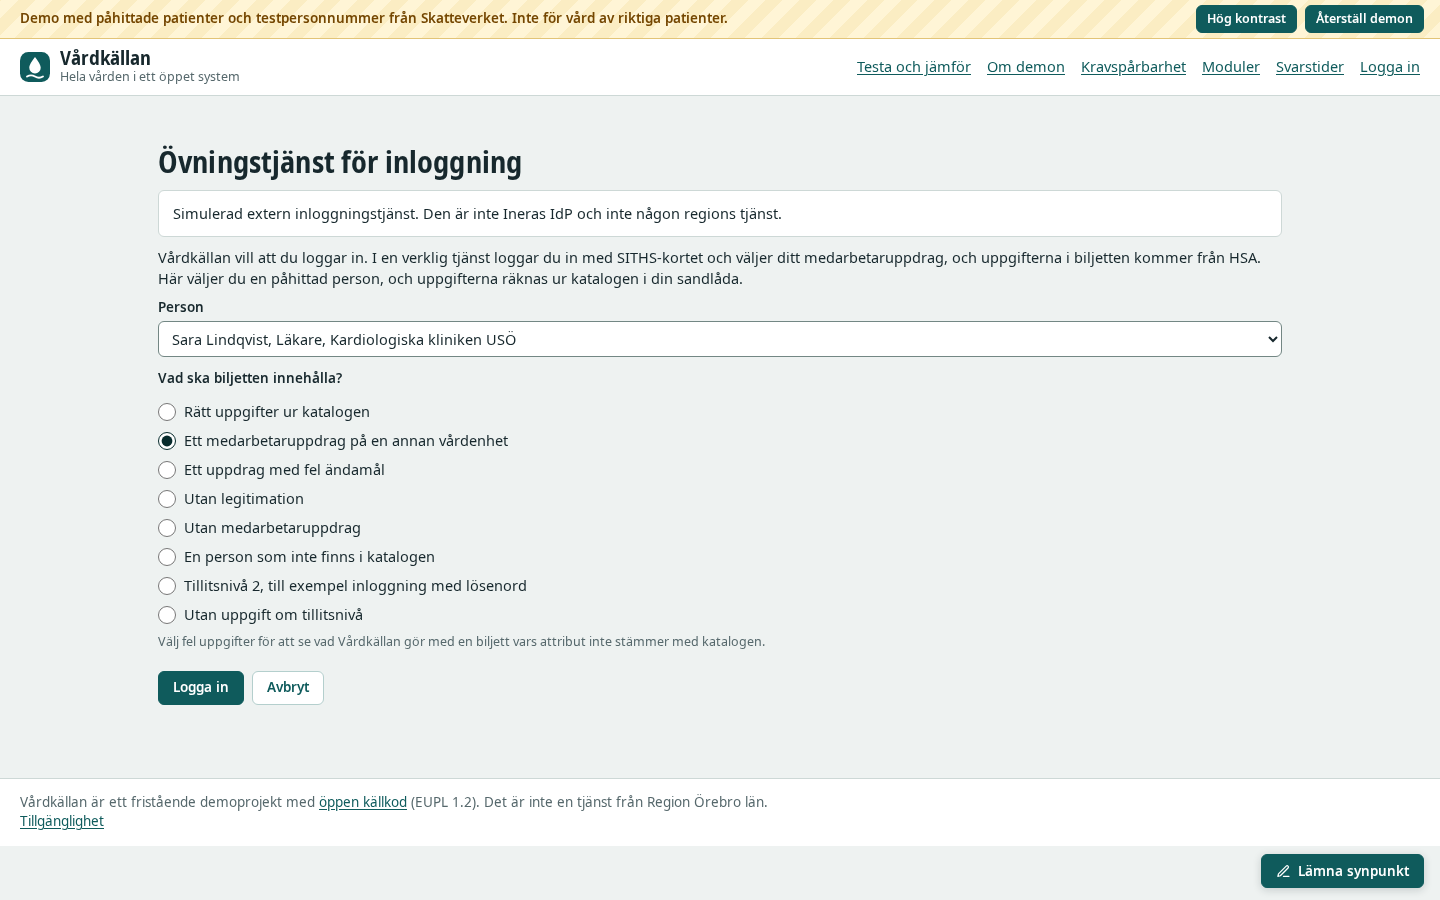 Demo med påhittade patienter och testpersonnummer från Skatteverket. Inte för vård av riktiga patienter.
Hög kontrast
Återställ demon
Vårdkällan
Hela vården i ett öppet system
Testa och jämför
Om demon
Kravspårbarhet
Moduler
Svarstider
Logga in
Övningstjänst för inloggning
Simulerad extern inloggningstjänst. Den är inte Ineras IdP och inte någon regions tjänst.
Vårdkällan vill att du loggar in. I en verklig tjänst loggar du in med SITHS-kortet och väljer ditt medarbetaruppdrag, och uppgifterna i biljetten kommer från HSA.
Här väljer du en påhittad person, och uppgifterna räknas ur katalogen i din sandlåda.
Person
Sara Lindqvist, Läkare, Kardiologiska kliniken USÖ
Vad ska biljetten innehålla?
Rätt uppgifter ur katalogen
Ett medarbetaruppdrag på en annan vårdenhet
Ett uppdrag med fel ändamål
Utan legitimation
Utan medarbetaruppdrag
En person som inte finns i katalogen
Tillitsnivå 2, till exempel inloggning med lösenord
Utan uppgift om tillitsnivå
Välj fel uppgifter för att se vad Vårdkällan gör med en biljett vars attribut inte stämmer med katalogen.
Logga in
Avbryt
Vårdkällan är ett fristående demoprojekt med öppen källkod (EUPL 1.2). Det är inte en tjänst från Region Örebro län.
Tillgänglighet
Lämna synpunkt